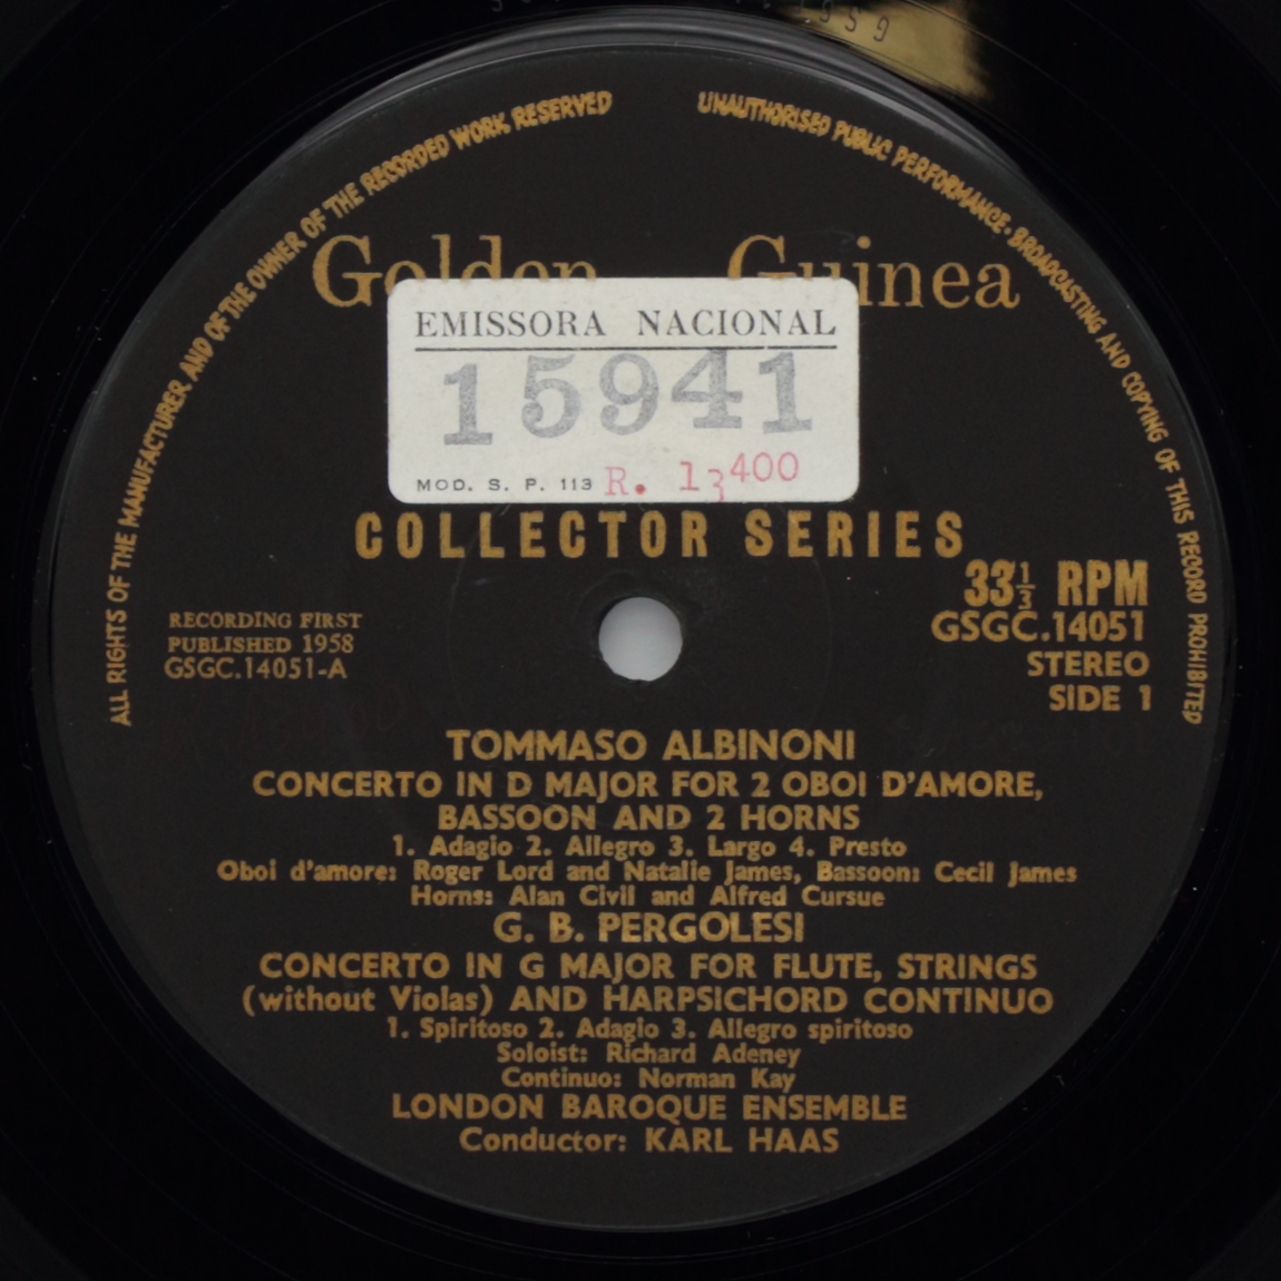 ALL RIGHTS OF THE MANUFACTURER AND OF THE OWNER OF THE RECORDED WORK RESERVED
UNAUTHORISED PUBLIC PERFORMANCE· BROADCASTING AND COPYING OF THIS RECORD PROHIBITED
Golden Guinea
EMISSORA NACIONAL
15941
MOD. S. P. 113 R. 13400
COLLECTOR SERIES
33⅓ RPM
GSGC.14051
STEREO
SIDE 1
RECORDING FIRST
PUBLISHED 1958
GSGC.14051-A
TOMMASO ALBINONI
CONCERTO IN D MAJOR FOR 2 OBOI D'AMORE,
BASSOON AND 2 HORNS
1. Adagio 2. Allegro 3. Largo 4. Presto
Oboi d'amore: Roger Lord and Natalie James, Bassoon: Cecil James
Horns: Alan Civil and Alfred Cursue
G. B. PERGOLESI
CONCERTO IN G MAJOR FOR FLUTE, STRINGS
(without Violas) AND HARPSICHORD CONTINUO
1. Spiritoso 2. Adagio 3. Allegro spiritoso
Soloist: Richard Adeney
Continuo: Norman Kay
LONDON BAROQUE ENSEMBLE
Conductor: KARL HAAS